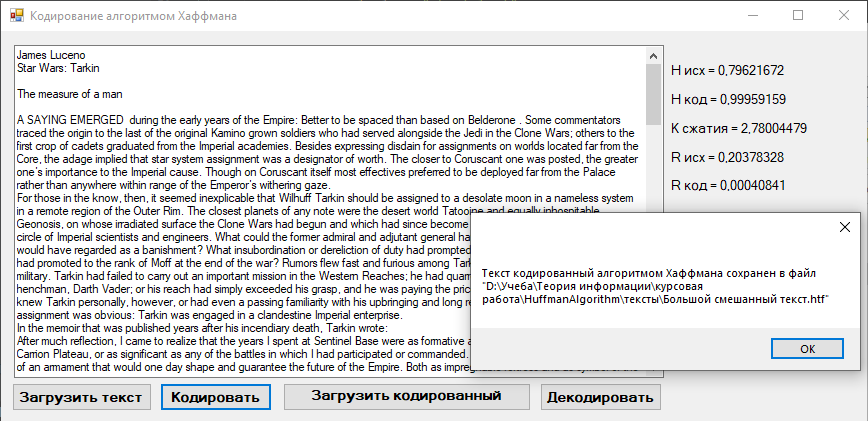 Кодирование алгоритмом Хаффмана
James Luceno
Star Wars: Tarkin
The measure of a man
A SAYING EMERGED during the early years of the Empire: Better to be spaced than based on Belderone . Some commentators
traced the origin to the last of the original Kamino grown soldiers who had served alongside the Jedi in the Clone Wars; others to the
first crop of cadets graduated from the Imperial academies. Besides expressing disdain for assignments on worlds located far from the
Core, the adage implied that star system assignment was a designator of worth. The closer to Coruscant one was posted, the greater
one's importance to the Imperial cause. Though on Coruscant itself most effectives preferred to be deployed far from the Palace
rather than anywhere within range of the Emperor's withering gaze.
For those in the know, then, it seemed inexplicable that Wilhuff Tarkin should be assigned to a desolate moon in a nameless system
in a remote region of the Outer Rim. The closest planets of any note were the desert world Tatooine and equally inhospitable
Geonosis, on whose irradiated surface the Clone Wars had begun and which had since become
circle of Imperial scientists and engineers. What could the former admiral and adjutant general ha
would have regarded as a banishment? What insubordination or dereliction of duty had prompted
had promoted to the rank of Moff at the end of the war? Rumors flew fast and furious among Tark
military. Tarkin had failed to carry out an important mission in the Western Reaches; he had quarr
henchman, Darth Vader; or his reach had simply exceeded his grasp, and he was paying the pric
knew Tarkin personally, however, or had even a passing familiarity with his upbringing and long re
assignment was obvious: Tarkin was engaged in a clandestine Imperial enterprise.
In the memoir that was published years after his incendiary death, Tarkin wrote:
After much reflection, I came to realize that the years I spent at Sentinel Base were as formative a
Carrion Plateau, or as significant as any of the battles in which I had participated or commanded.
of an armament that would one day shape and guarantee the future of the Empire. Both as impregnable fortress and as symbol of the
H исх = 0,79621672
H код = 0,99959159
K сжатия = 2,78004479
R исх = 0,20378328
R код = 0,00040841
Текст кодированный алгоритмом Хаффмана сохранен в файл
"D:\Учеба\Теория информации\курсовая
работа\HuffmanAlgorithm\тексты\Большой смешанный текст.htf"
OK
Загрузить текст
Кодировать
Загрузить кодированный
Декодировать